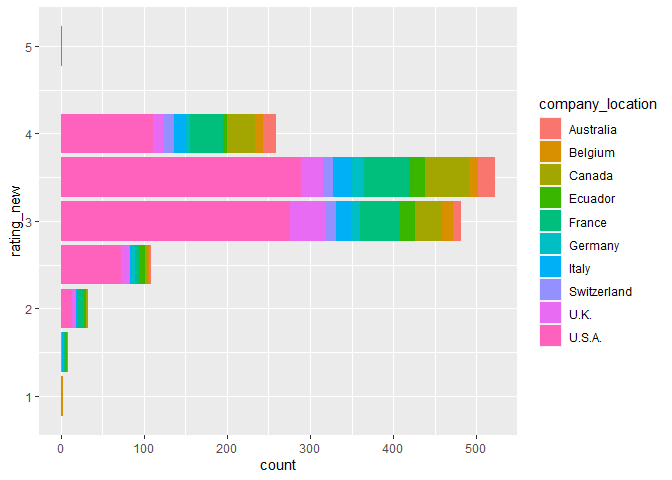 rating_new
5
4
3
2
1
0
100
200
300
400
500
count
company_location
Australia
Belgium
Canada
Ecuador
France
Germany
Italy
Switzerland
U.K.
U.S.A.